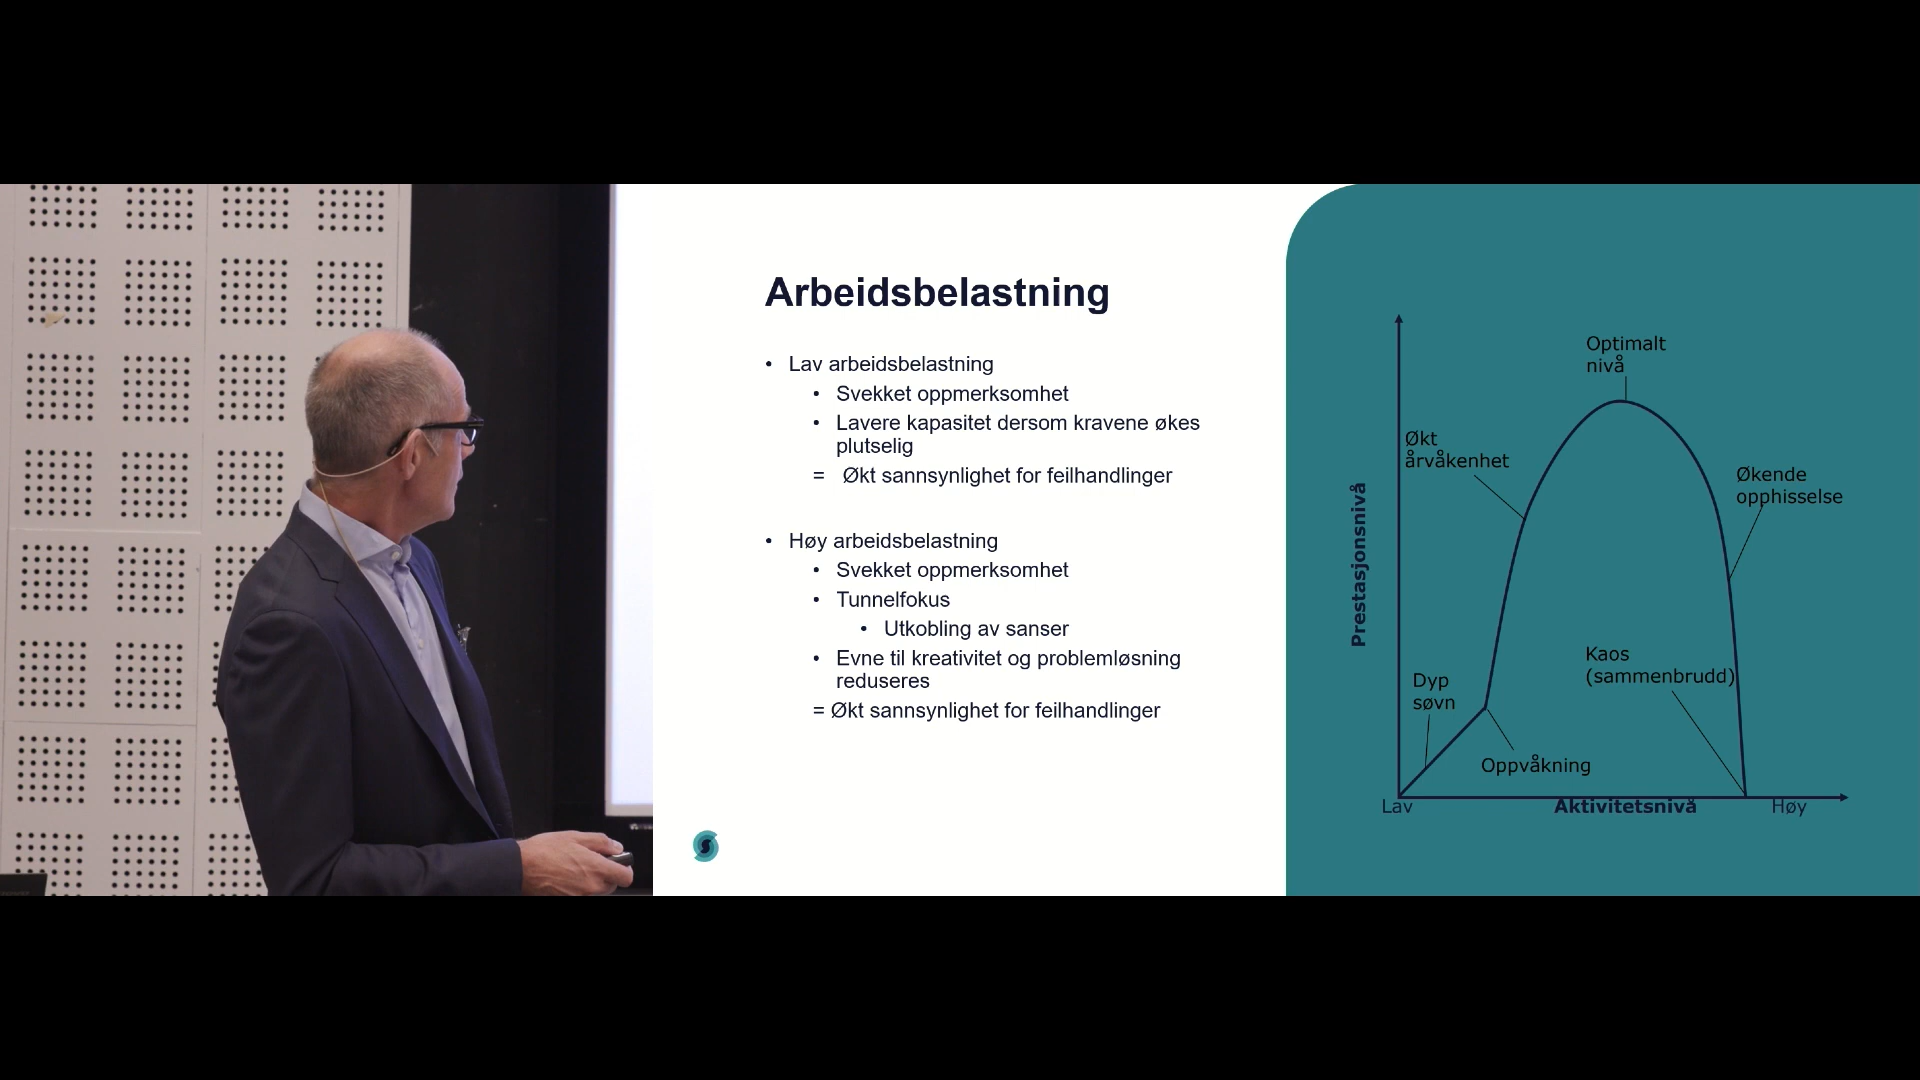 Arbeidsbelastning
• Lav arbeidsbelastning
• Svekket oppmerksomhet
• Lavere kapasitet dersom kravene økes
plutselig
= Økt sannsynlighet for feilhandlinger
• Høy arbeidsbelastning
• Svekket oppmerksomhet
• Tunnelfokus
• Utkobling av sanser
• Evne til kreativitet og problemløsning
reduseres
= Økt sannsynlighet for feilhandlinger
Optimalt
nivå
Økt
årvåkenhet
Økende
opphisselse
Prestasjonsnivå
Kaos
(sammenbrudd)
Dyp
søvn
Oppvåkning
Lav
Aktivitetsnivå
Høy